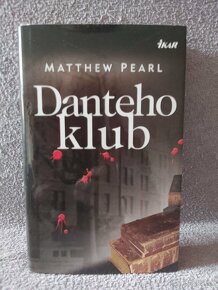 IKAR
MATTHEW PEARL
Danteho
klub